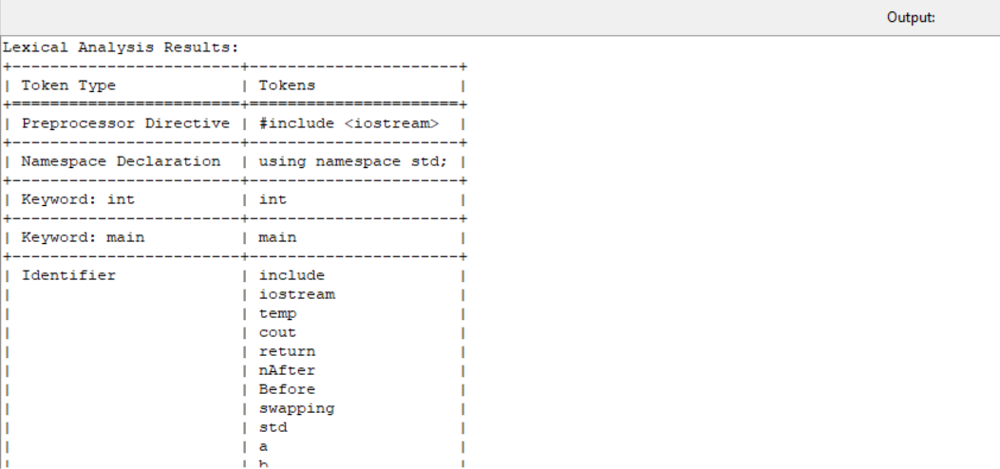 Output:
Lexical Analysis Results:
+------------------------+----------------------+
| Token Type             | Tokens               |
+========================+======================+
| Preprocessor Directive | #include <iostream>  |
+------------------------+----------------------+
| Namespace Declaration  | using namespace std; |
+------------------------+----------------------+
| Keyword: int           | int                  |
+------------------------+----------------------+
| Keyword: main          | main                 |
+------------------------+----------------------+
| Identifier             | include              |
|                        | iostream             |
|                        | temp                 |
|                        | cout                 |
|                        | return               |
|                        | nAfter               |
|                        | Before               |
|                        | swapping             |
|                        | std                  |
|                        | a                    |
|                        | b                    |